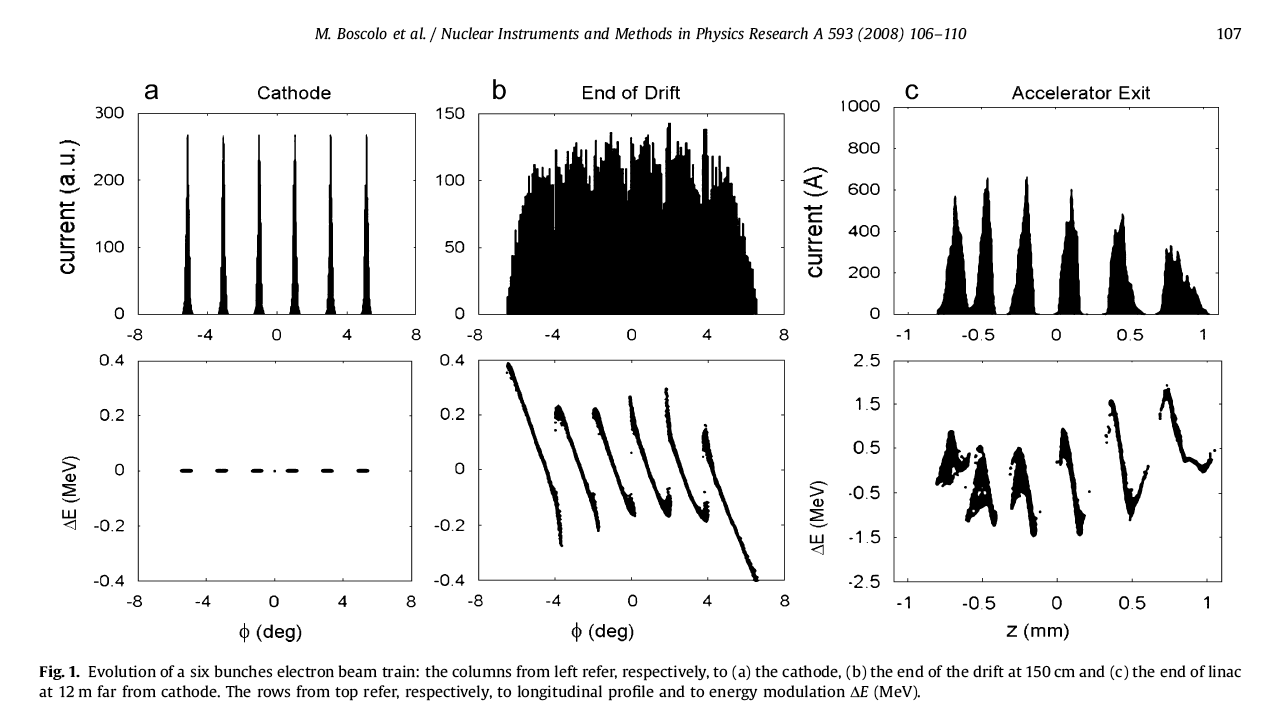 M. Boscolo et al. / Nuclear Instruments and Methods in Physics Research A 593 (2008) 106–110 107
a Cathode
b End of Drift
c Accelerator Exit
current (a.u.)
300
200
100
0
-8 -4 0 4 8
150
100
50
0
-8 -4 0 4 8
current (A)
1000
800
600
400
200
0
-1 -0.5 0 0.5 1
ΔE (MeV)
0.4
0.2
0
-0.2
-0.4
-8 -4 0 4 8
ϕ (deg)
0.4
0.2
0
-0.2
-0.4
-8 -4 0 4 8
ϕ (deg)
ΔE (MeV)
2.5
1.5
0.5
-0.5
-1.5
-2.5
-1 -0.5 0 0.5 1
z (mm)
Fig. 1. Evolution of a six bunches electron beam train: the columns from left refer, respectively, to (a) the cathode, (b) the end of the drift at 150 cm and (c) the end of linac
at 12 m far from cathode. The rows from top refer, respectively, to longitudinal profile and to energy modulation ΔE (MeV).